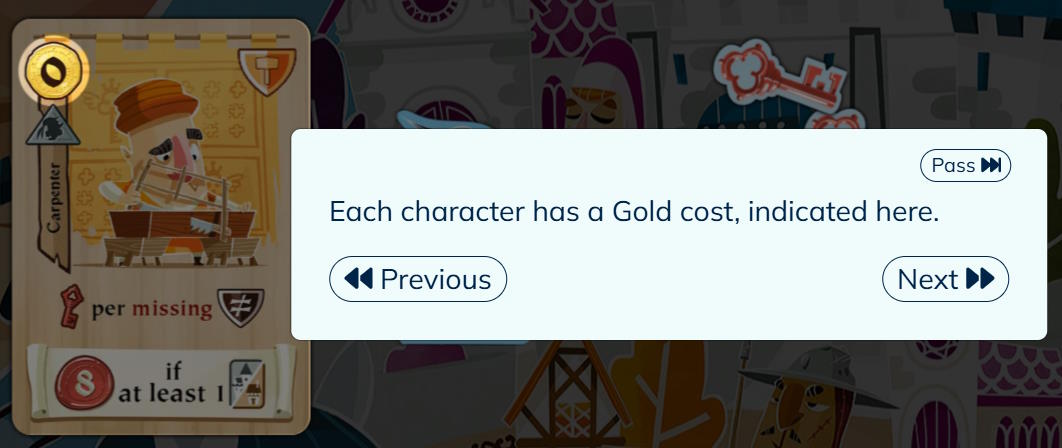 0
Carpenter
per missing
8
if
at least 1
Pass
Each character has a Gold cost, indicated here.
Previous
Next